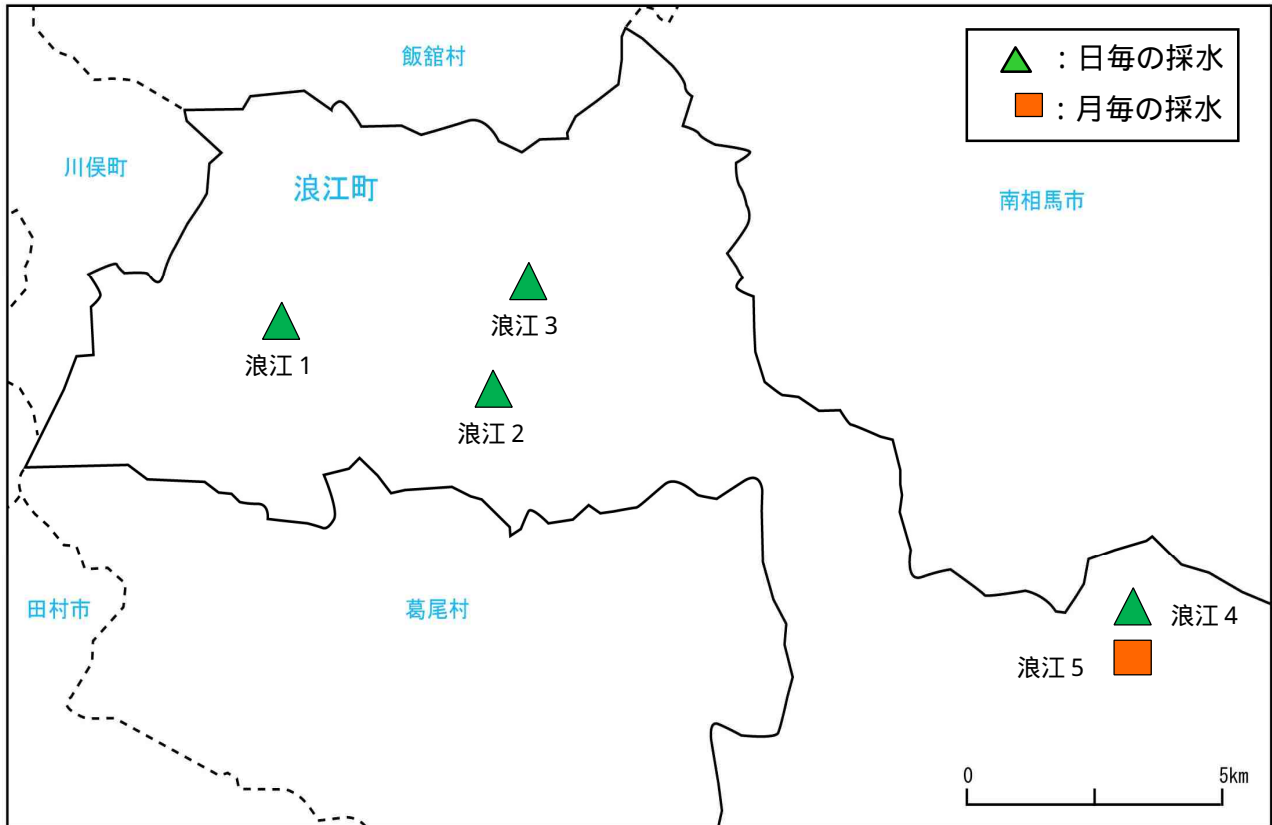 飯舘村
：日毎の採水
：月毎の採水
川俣町
浪江町
南相馬市
浪江 3
浪江 1
浪江 2
田村市
葛尾村
浪江 4
浪江 5
0 5km